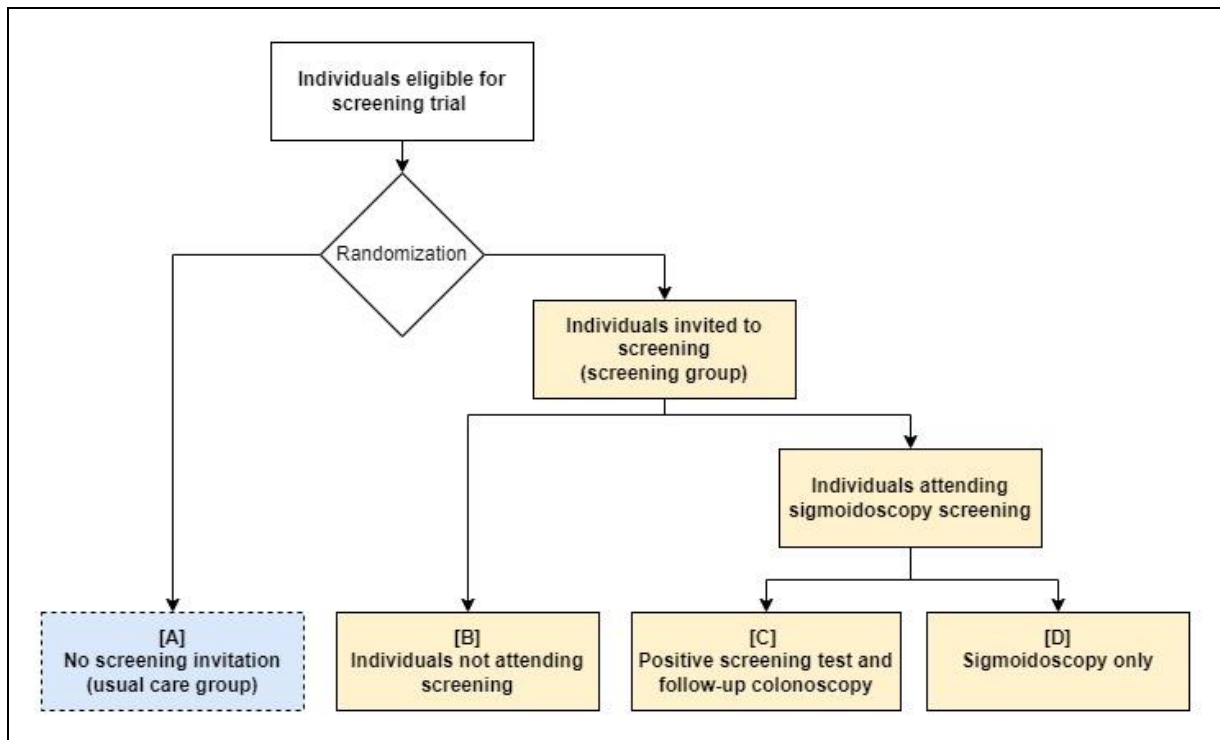 Individuals eligible for
screening trial
Randomization
Individuals invited to
screening
(screening group)
Individuals attending
sigmoidoscopy screening
[A]
No screening invitation
(usual care group)
[B]
Individuals not attending
screening
[C]
Positive screening test and
follow-up colonoscopy
[D]
Sigmoidoscopy only